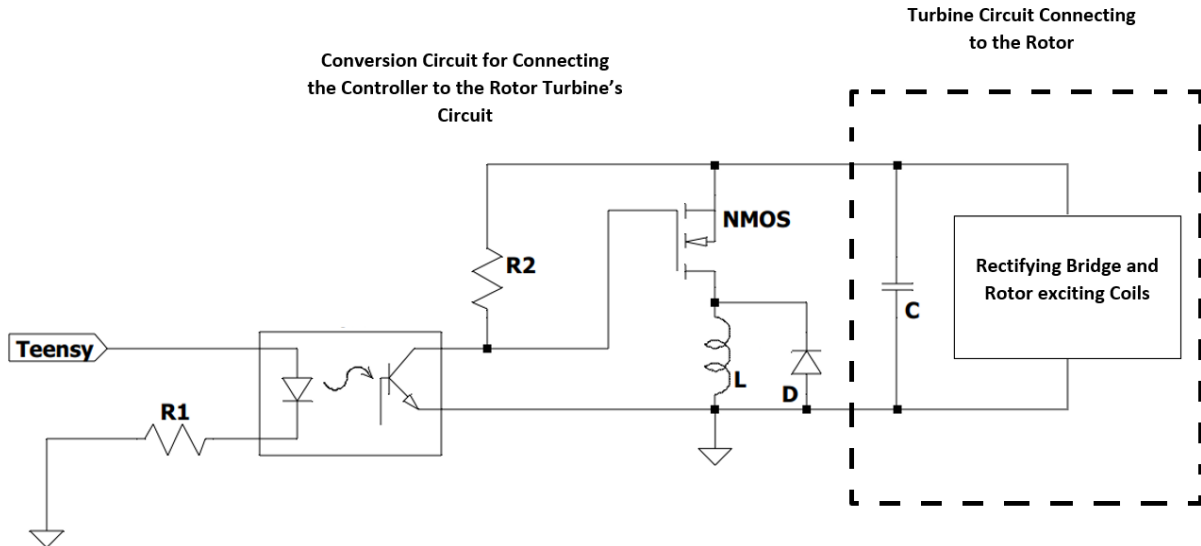 Turbine Circuit Connecting
to the Rotor
Conversion Circuit for Connecting
the Controller to the Rotor Turbine’s
Circuit
NMOS
R2
Rectifying Bridge and
Rotor exciting Coils
C
Teensy
L
D
R1